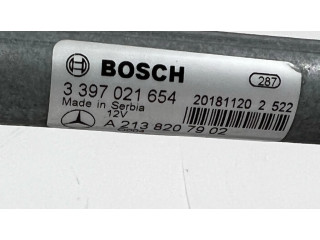 BOSCH 287
3 397 021 654 20181120 2 522
Made in Serbia
12V
A 213 820 79 02